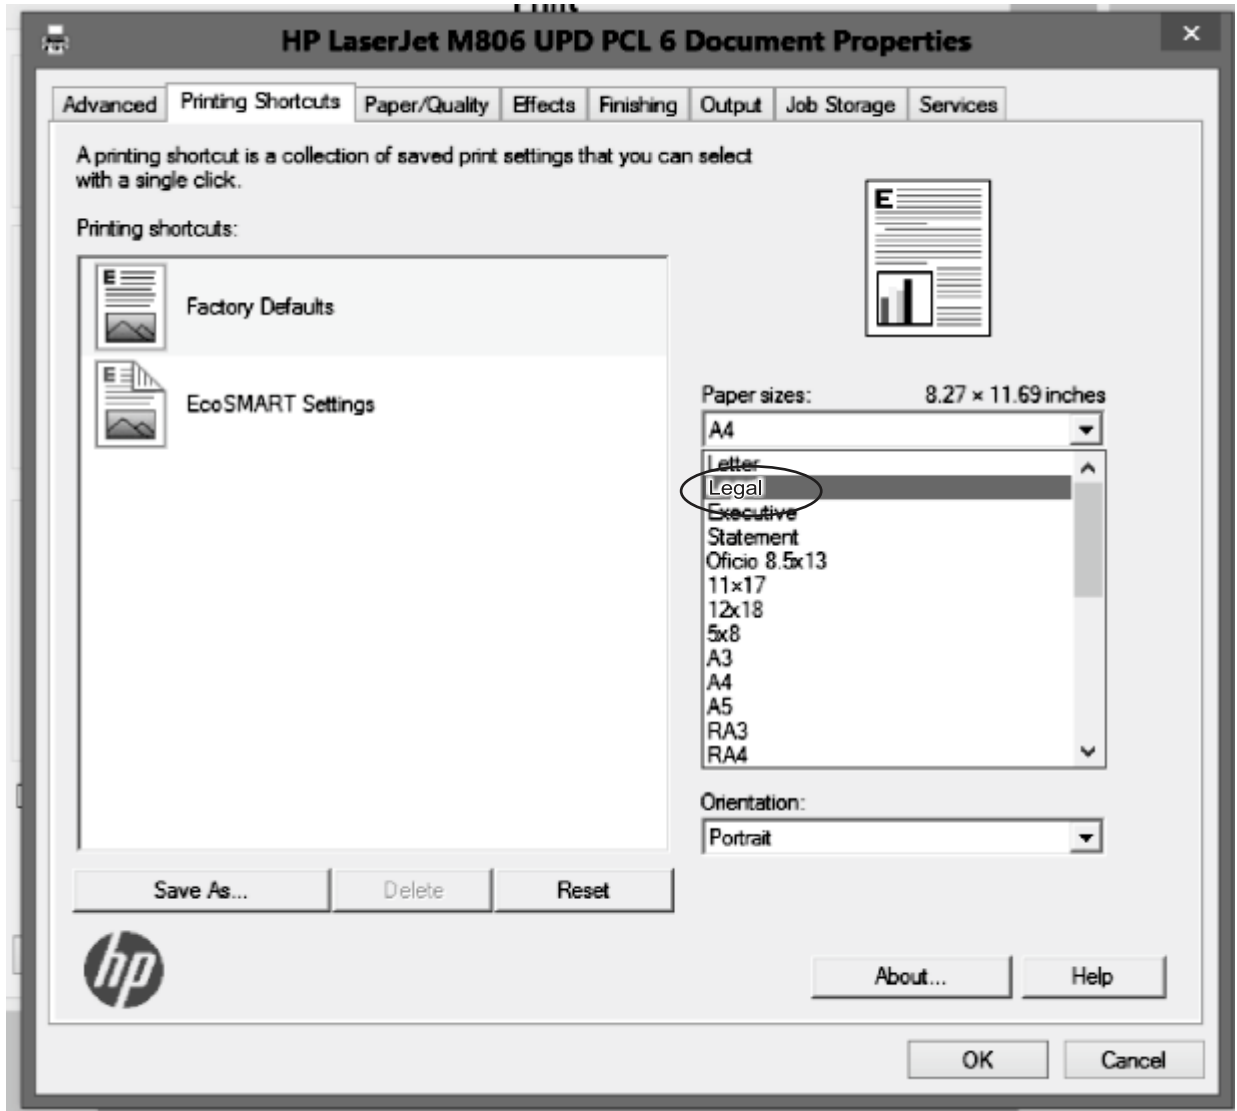 Print
HP LaserJet M806 UPD PCL 6 Document Properties
Advanced Printing Shortcuts Paper/Quality Effects Finishing Output Job Storage Services
A printing shortcut is a collection of saved print settings that you can select
with a single click.
Printing shortcuts:
E
Factory Defaults
E
EcoSMART Settings
E
Paper sizes: 8.27 × 11.69 inches
A4
Letter
Legal
Executive
Statement
Oficio 8.5x13
11×17
12x18
5x8
A3
A4
A5
RA3
RA4
Orientation:
Portrait
Save As... Delete Reset
hp
About... Help
OK Cancel